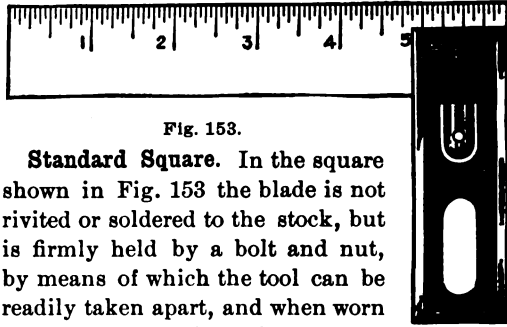 1 2 3 4 5
Fig. 153.
Standard Square. In the square
shown in Fig. 153 the blade is not
rivited or soldered to the stock, but
is firmly held by a bolt and nut,
by means of which the tool can be
readily taken apart, and when worn